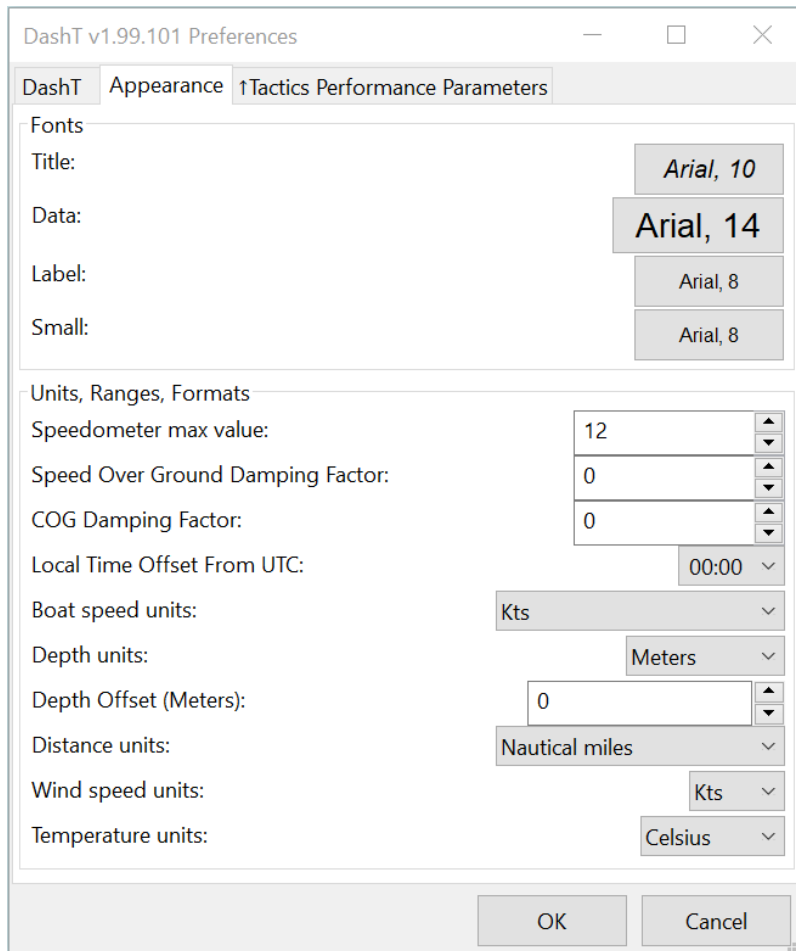 DashT v1.99.101 Preferences
DashT Appearance ↑Tactics Performance Parameters
Fonts
Title: Arial, 10
Data: Arial, 14
Label: Arial, 8
Small: Arial, 8
Units, Ranges, Formats
Speedometer max value: 12
Speed Over Ground Damping Factor: 0
COG Damping Factor: 0
Local Time Offset From UTC: 00:00
Boat speed units: Kts
Depth units: Meters
Depth Offset (Meters): 0
Distance units: Nautical miles
Wind speed units: Kts
Temperature units: Celsius
OK Cancel